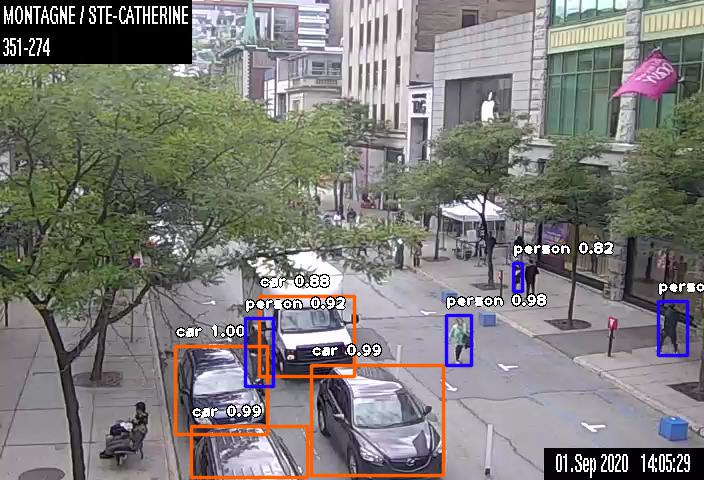 MONTAGNE / STE-CATHERINE
351-274
person 0.82
car 0.88
person 0.92
person 0.98
perso
car 1.00
car 0.99
car 0.99
01.Sep 2020 14:05:29